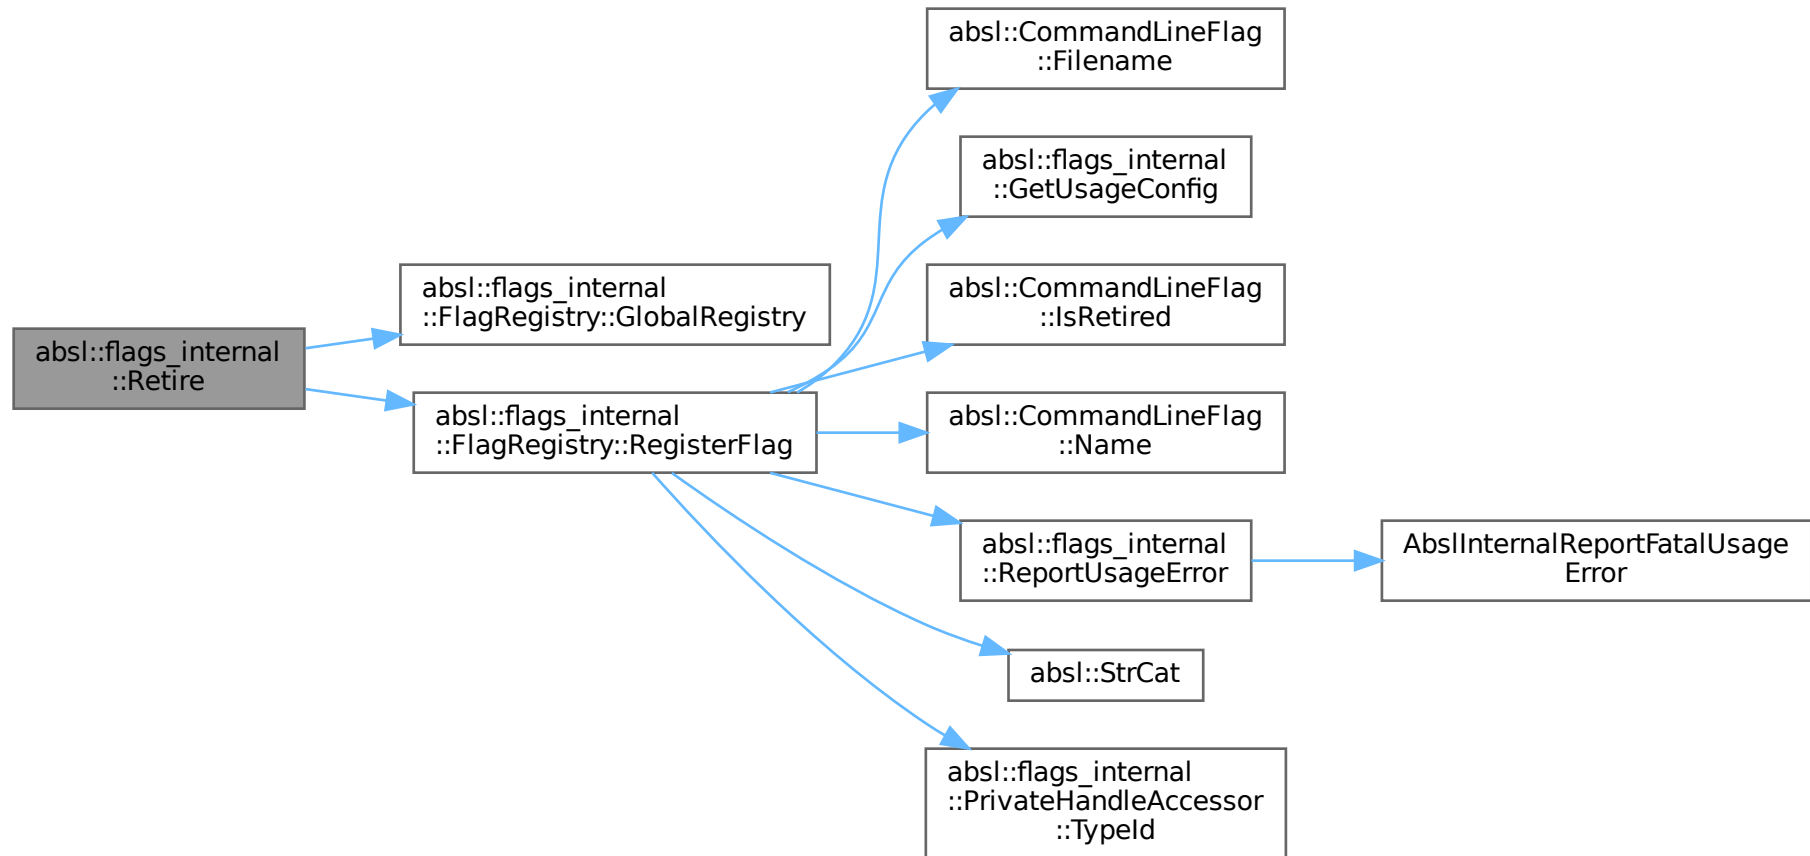 absl::CommandLineFlag
::Filename
absl::flags_internal
::GetUsageConfig
absl::flags_internal
::FlagRegistry::GlobalRegistry
absl::CommandLineFlag
::IsRetired
absl::flags_internal
::Retire
absl::flags_internal
::FlagRegistry::RegisterFlag
absl::CommandLineFlag
::Name
absl::flags_internal
::ReportUsageError
AbslInternalReportFatalUsage
Error
absl::StrCat
absl::flags_internal
::PrivateHandleAccessor
::TypeId